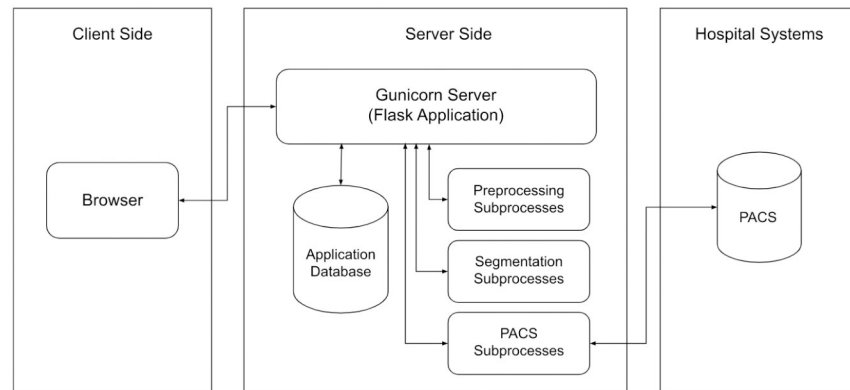 Client Side
Server Side
Hospital Systems
Gunicorn Server
(Flask Application)
Browser
Application
Database
Preprocessing
Subprocesses
Segmentation
Subprocesses
PACS
Subprocesses
PACS